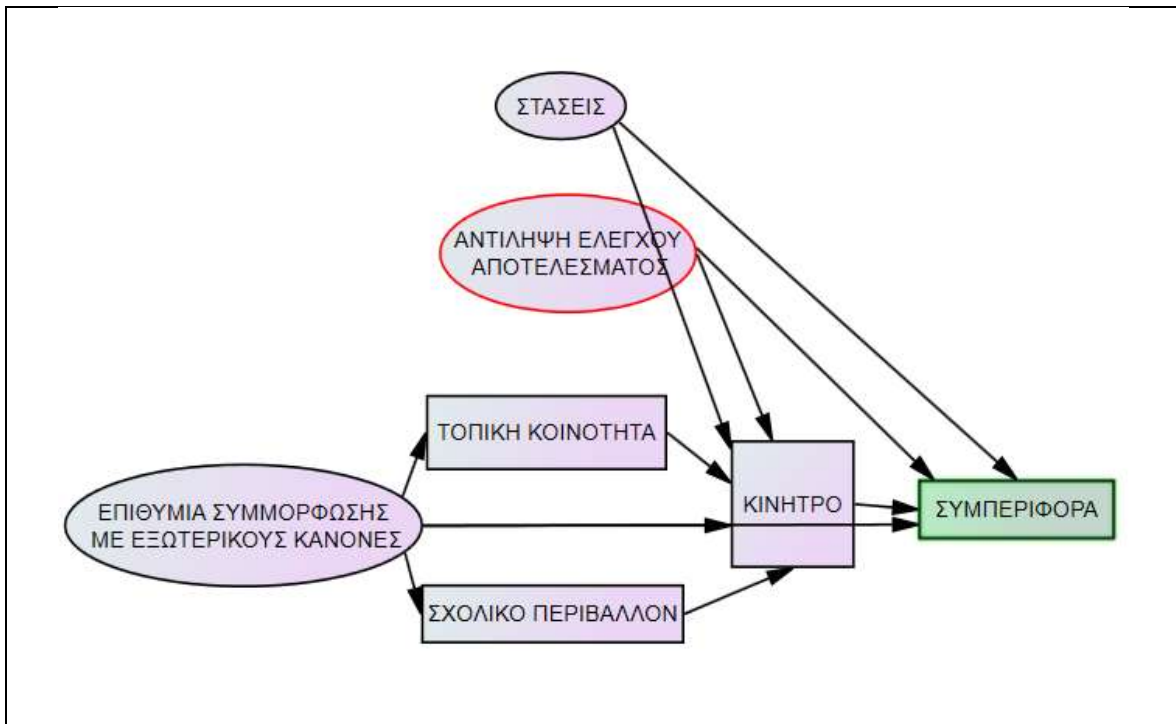 ΣΤΑΣΕΙΣ
ΑΝΤΙΛΗΨΗ ΕΛΕΓΧΟΥ
ΑΠΟΤΕΛΕΣΜΑΤΟΣ
ΤΟΠΙΚΗ ΚΟΙΝΟΤΗΤΑ
ΕΠΙΘΥΜΙΑ ΣΥΜΜΟΡΦΩΣΗΣ
ΜΕ ΕΞΩΤΕΡΙΚΟΥΣ ΚΑΝΟΝΕΣ
ΚΙΝΗΤΡΟ
ΣΥΜΠΕΡΙΦΟΡΑ
ΣΧΟΛΙΚΟ ΠΕΡΙΒΑΛΛΟΝ